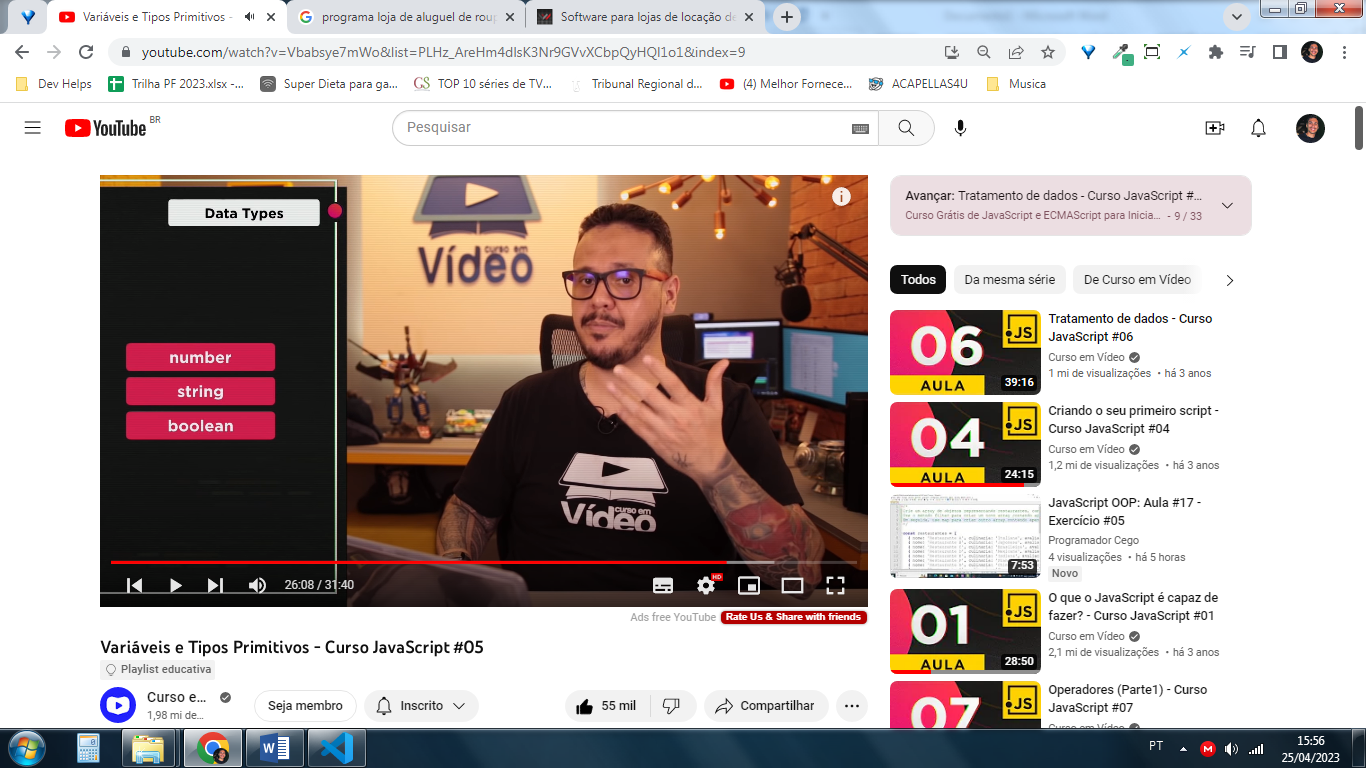 Variáveis e Tipos Primitivos -
programa loja de aluguel de roup
Software para lojas de locação de
youtube.com/watch?v=Vbabsye7mWo&list=PLHz_AreHm4dlsK3Nr9GVvXCbpQyHQl1o1&index=9
Dev Helps
Trilha PF 2023.xlsx -...
Super Dieta para ga...
GS
TOP 10 séries de TV...
Tribunal Regional d...
(4) Melhor Fornece...
ACAPELLAS4U
Musica
YouTube
BR
Pesquisar
Data Types
number
string
boolean
curso em
Vídeo
curso em
Vídeo
26:08 / 31:40
HD
Ads free YouTube
Rate Us & Share with friends
Variáveis e Tipos Primitivos - Curso JavaScript #05
Playlist educativa
Curso e...
1,98 mi de...
Seja membro
Inscrito
55 mil
Compartilhar
Avançar: Tratamento de dados - Curso JavaScript #...
Curso Grátis de JavaScript e ECMAScript para Inicia... - 9 / 33
Todos
Da mesma série
De Curso em Vídeo
06
JS
AULA
39:16
Tratamento de dados - Curso
JavaScript #06
Curso em Vídeo
1 mi de visualizações • há 3 anos
04
JS
AULA
24:15
Criando o seu primeiro script -
Curso JavaScript #04
Curso em Vídeo
1,2 mi de visualizações • há 3 anos
7:53
JavaScript OOP: Aula #17 -
Exercício #05
Programador Cego
4 visualizações • há 5 horas
Novo
01
JS
AULA
28:50
O que o JavaScript é capaz de
fazer? - Curso JavaScript #01
Curso em Vídeo
2,1 mi de visualizações • há 3 anos
07
JS
Operadores (Parte1) - Curso
JavaScript #07
Curso em Vídeo
PT
15:56
25/04/2023